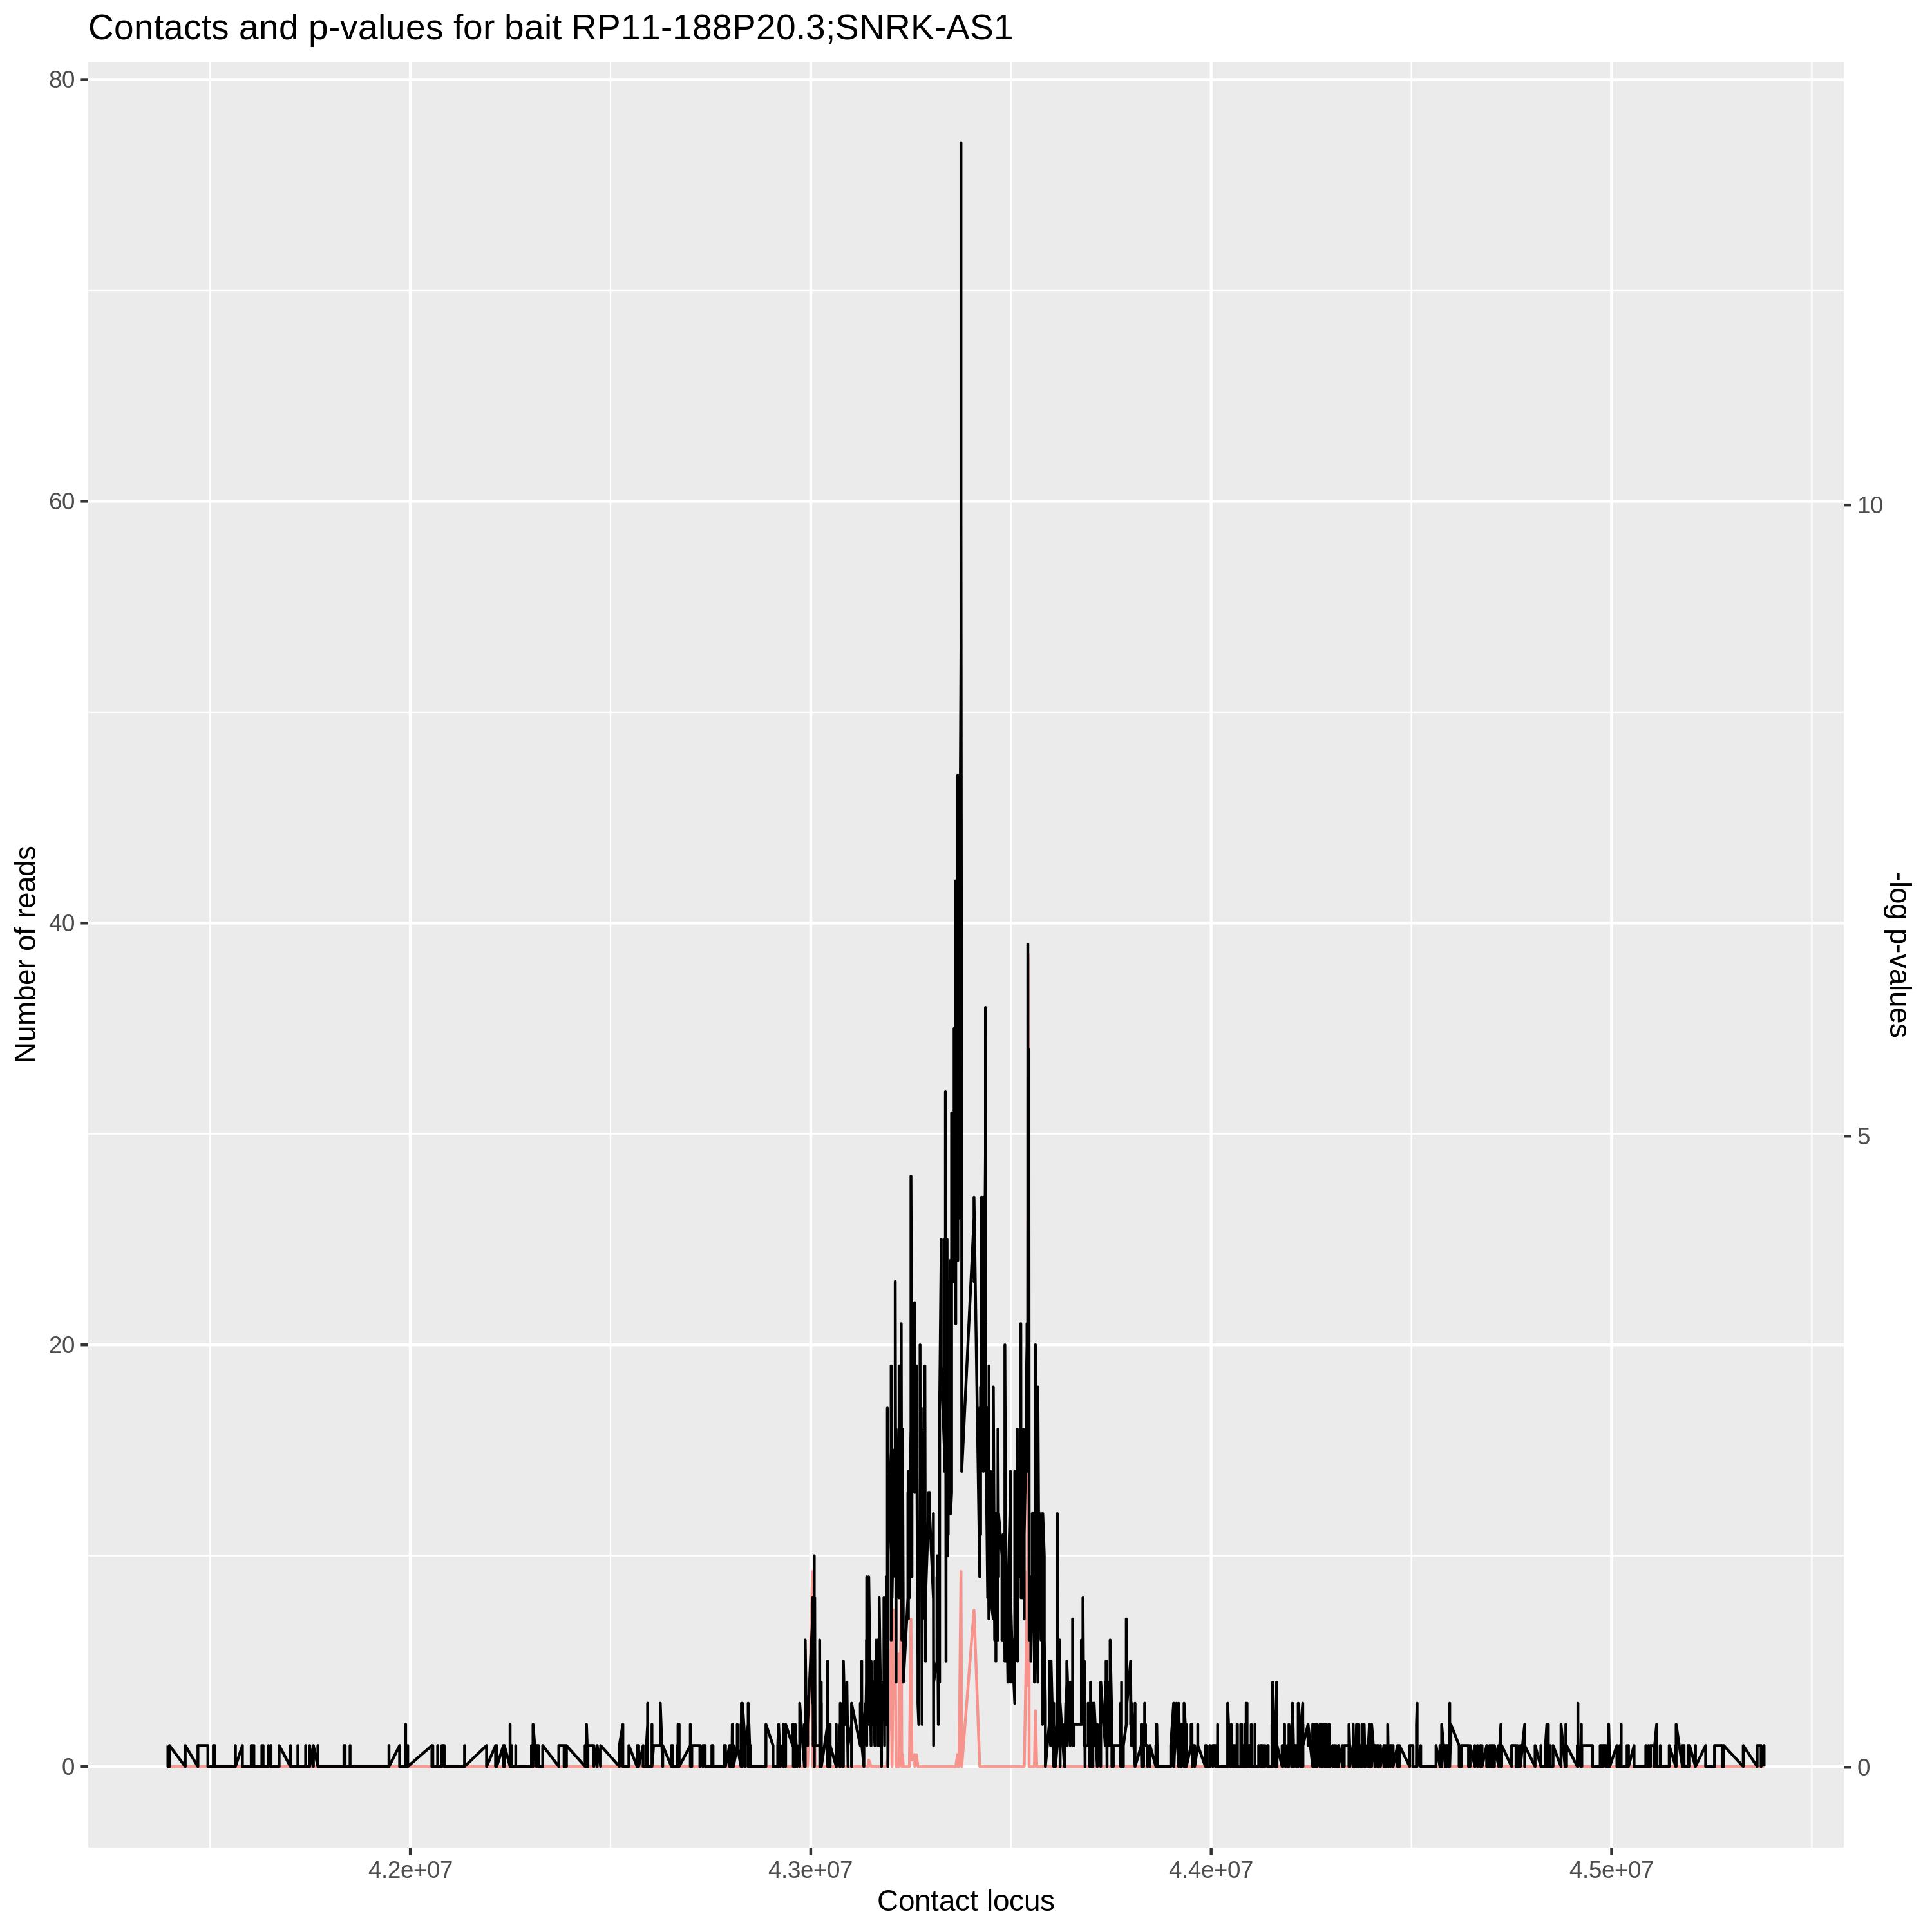 Contacts and p-values for bait RP11-188P20.3;SNRK-AS1
80
60
40
20
0
Number of reads
10
5
0
-log p-values
4.2e+07
4.3e+07
4.4e+07
4.5e+07
Contact locus